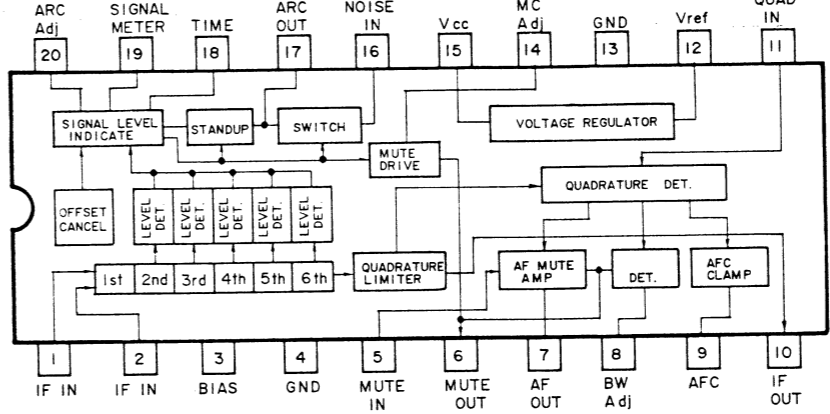 ARC
Adj
SIGNAL
METER
TIME
ARC
OUT
NOISE
IN
Vcc
MC
Adj
GND
Vref
QUAD
IN
20
19
18
17
16
15
14
13
12
11
SIGNAL LEVEL
INDICATE
STANDUP
SWITCH
VOLTAGE REGULATOR
MUTE
DRIVE
QUADRATURE DET.
OFFSET
CANCEL
LEVEL
DET.
LEVEL
DET.
LEVEL
DET.
LEVEL
DET.
LEVEL
DET.
1st
2nd
3rd
4th
5th
6th
QUADRATURE
LIMITER
AF MUTE
AMP
DET.
AFC
CLAMP
1
2
3
4
5
6
7
8
9
10
IF IN
IF IN
BIAS
GND
MUTE
IN
MUTE
OUT
AF
OUT
BW
Adj
AFC
IF
OUT